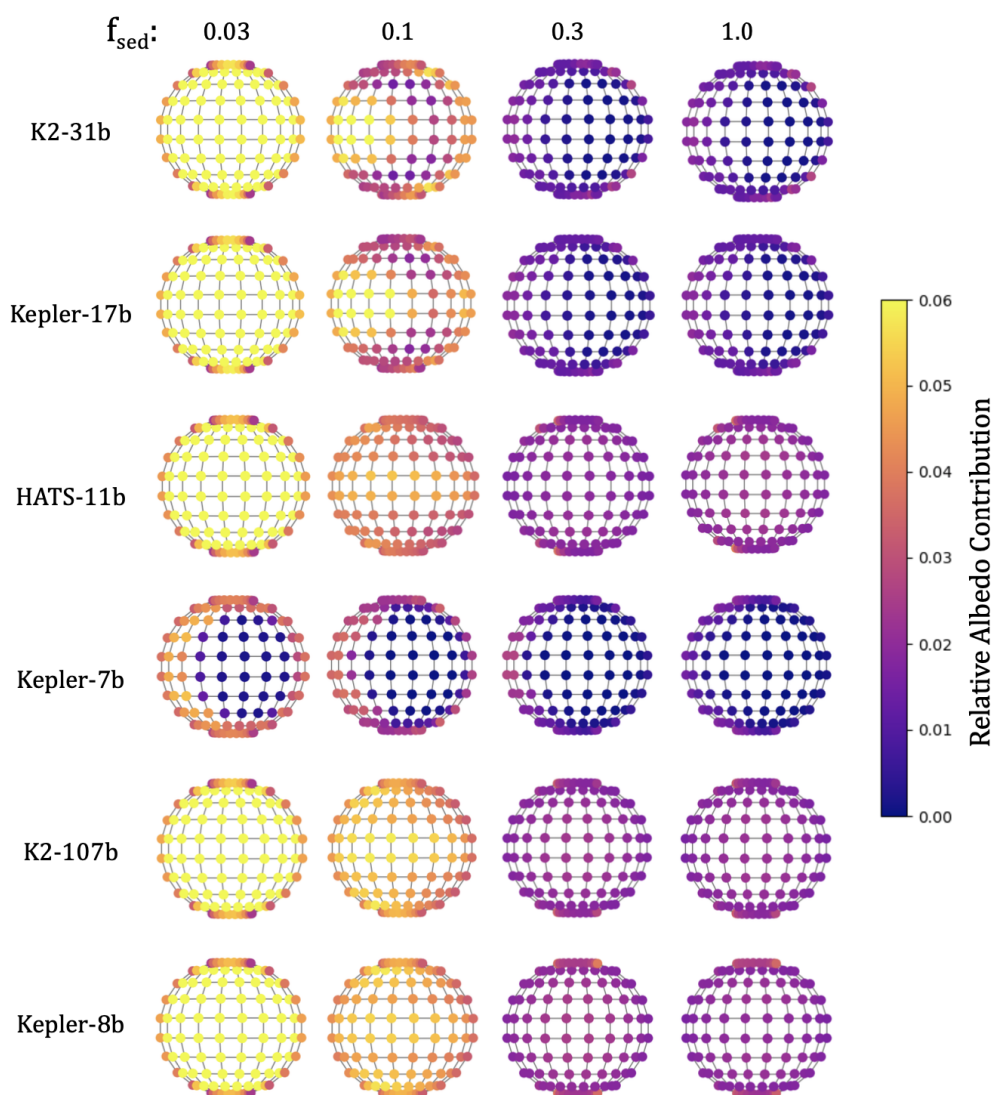 f_sed: 0.03 0.1 0.3 1.0
K2-31b
Kepler-17b
HATS-11b
Kepler-7b
K2-107b
Kepler-8b
0.06
0.05
0.04
0.03
0.02
0.01
0.00
Relative Albedo Contribution